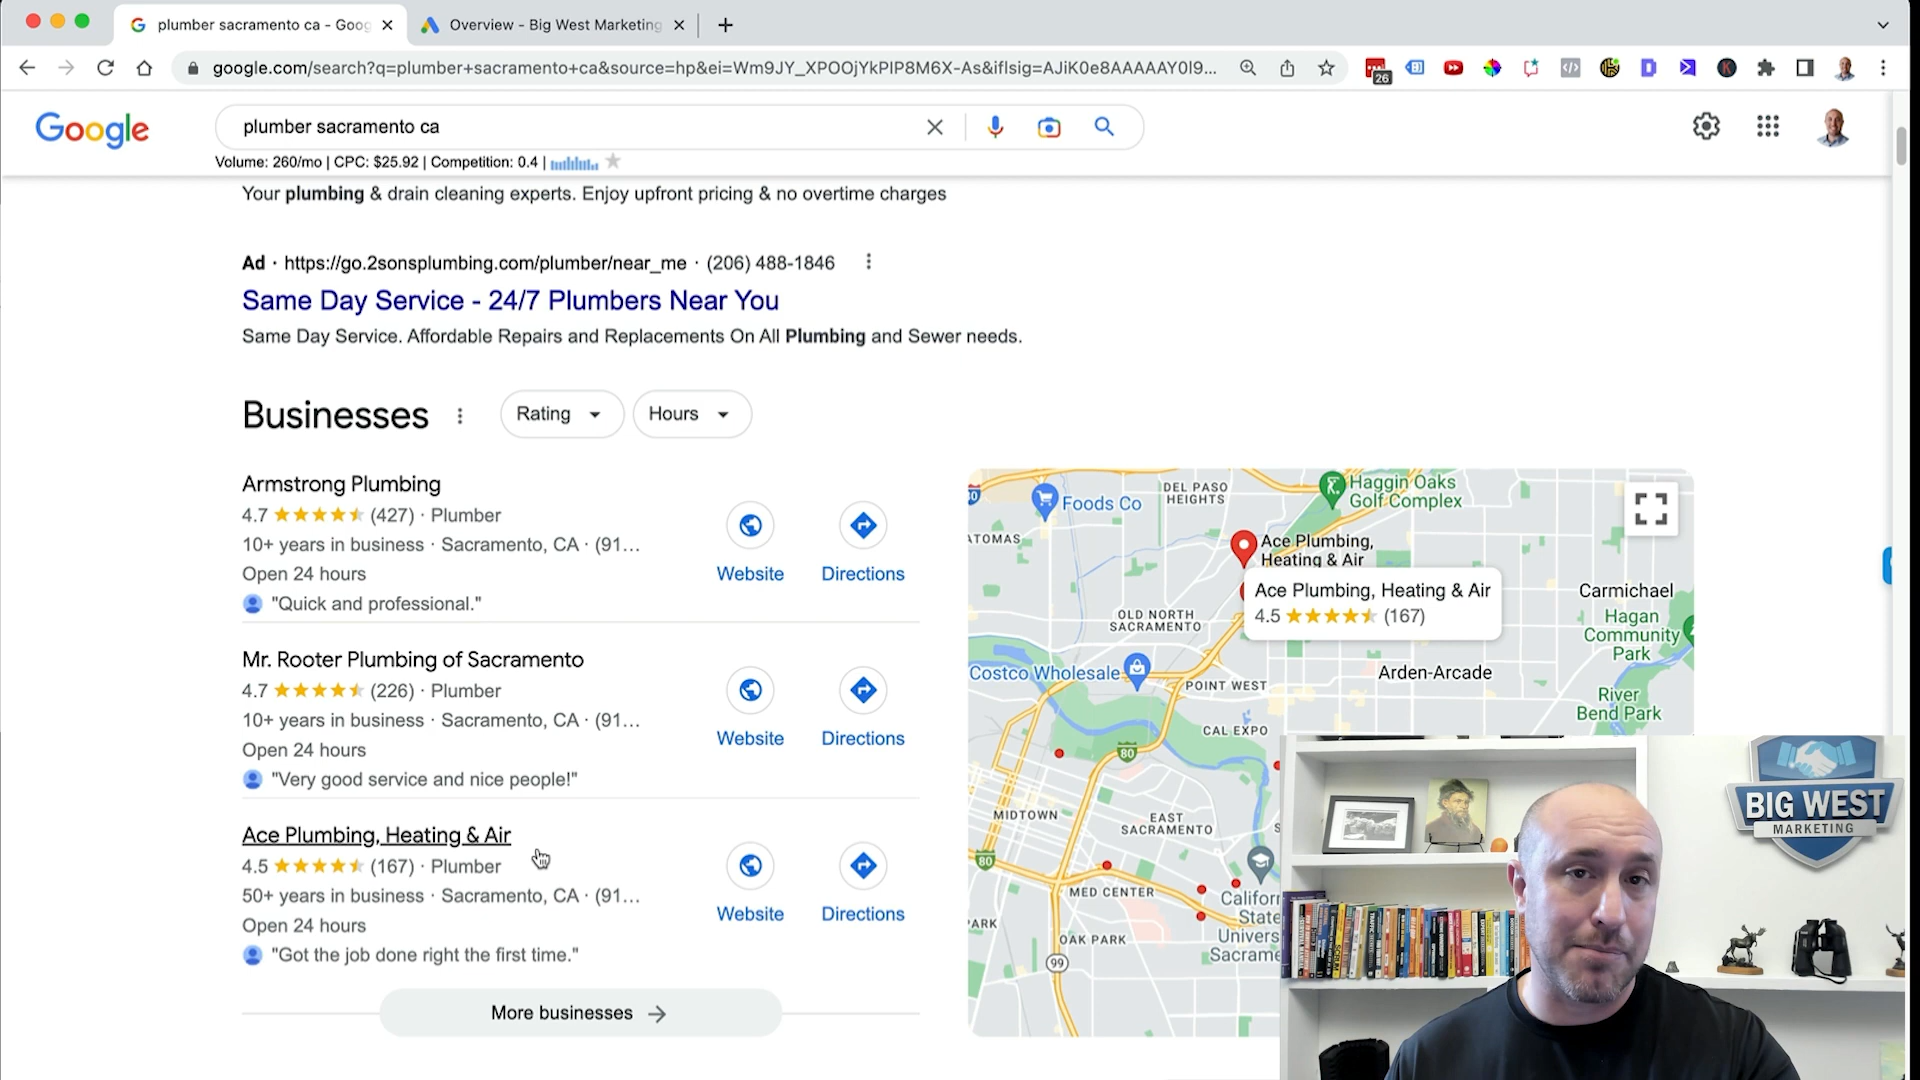 plumber sacramento ca - Goog
Overview - Big West Marketing
google.com/search?q=plumber+sacramento+ca&source=hp&ei=Wm9JY_XPOOjYkPIP8M6X-As&iflsig=AJiK0e8AAAAAY0I9...
26
Google
plumber sacramento ca
Volume: 260/mo | CPC: $25.92 | Competition: 0.4 |
Your plumbing & drain cleaning experts. Enjoy upfront pricing & no overtime charges
Ad · https://go.2sonsplumbing.com/plumber/near_me · (206) 488-1846
Same Day Service - 24/7 Plumbers Near You
Same Day Service. Affordable Repairs and Replacements On All Plumbing and Sewer needs.
Businesses
Rating
Hours
Armstrong Plumbing
4.7 (427) · Plumber
10+ years in business · Sacramento, CA · (91...
Open 24 hours
"Quick and professional."
Website
Directions
Mr. Rooter Plumbing of Sacramento
4.7 (226) · Plumber
10+ years in business · Sacramento, CA · (91...
Open 24 hours
"Very good service and nice people!"
Website
Directions
Ace Plumbing, Heating & Air
4.5 (167) · Plumber
50+ years in business · Sacramento, CA · (91...
Open 24 hours
"Got the job done right the first time."
Website
Directions
More businesses
Foods Co
DEL PASO
HEIGHTS
Haggin Oaks
Golf Complex
ATOMAS
Ace Plumbing,
Heating & Air
Ace Plumbing, Heating & Air
4.5 (167)
Carmichael
Hagan
Community
Park
OLD NORTH
SACRAMENTO
Costco Wholesale
POINT WEST
Arden-Arcade
River
Bend Park
CAL EXPO
80
MIDTOWN
EAST
SACRAMENTO
80
MED CENTER
Califor
State
Univers
Sacrame
PARK
OAK PARK
99
BIG WEST
MARKETING